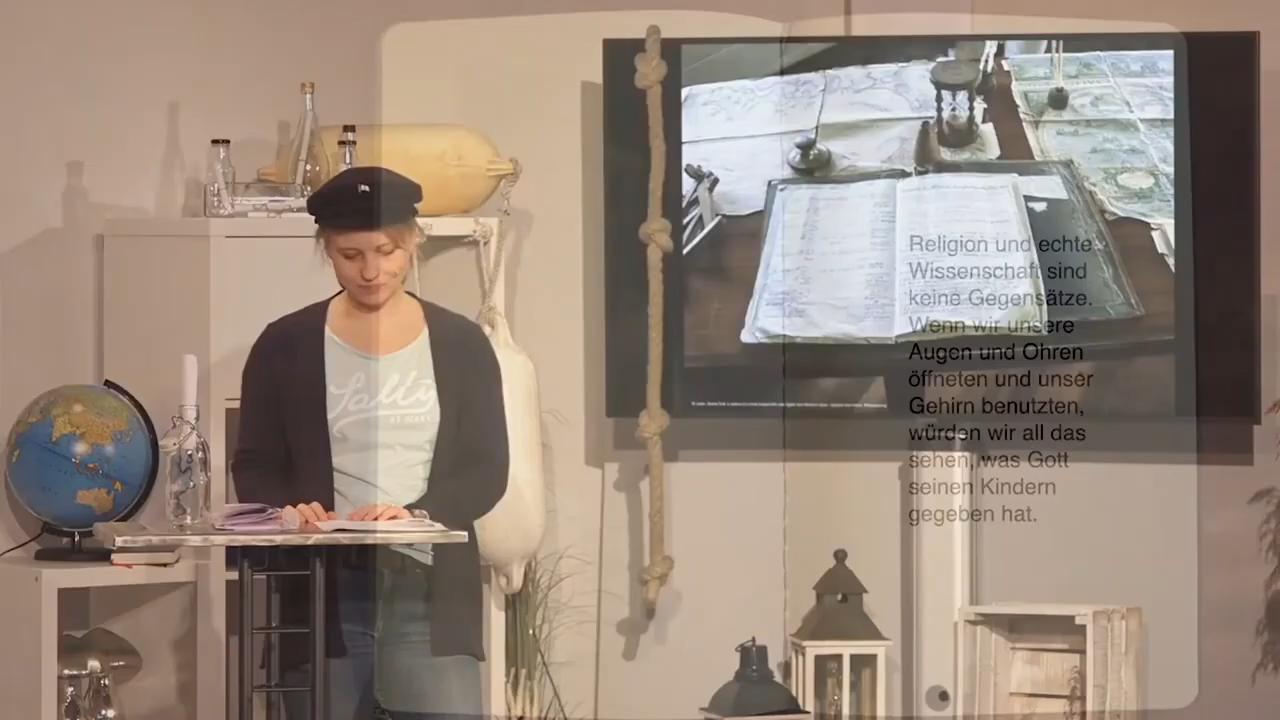 Salty
Religion und echte
Wissenschaft sind
keine Gegensätze.
Wenn wir unsere
Augen und Ohren
öffneten und unser
Gehirn benutzten,
würden wir all das
sehen, was Gott
seinen Kindern
gegeben hat.